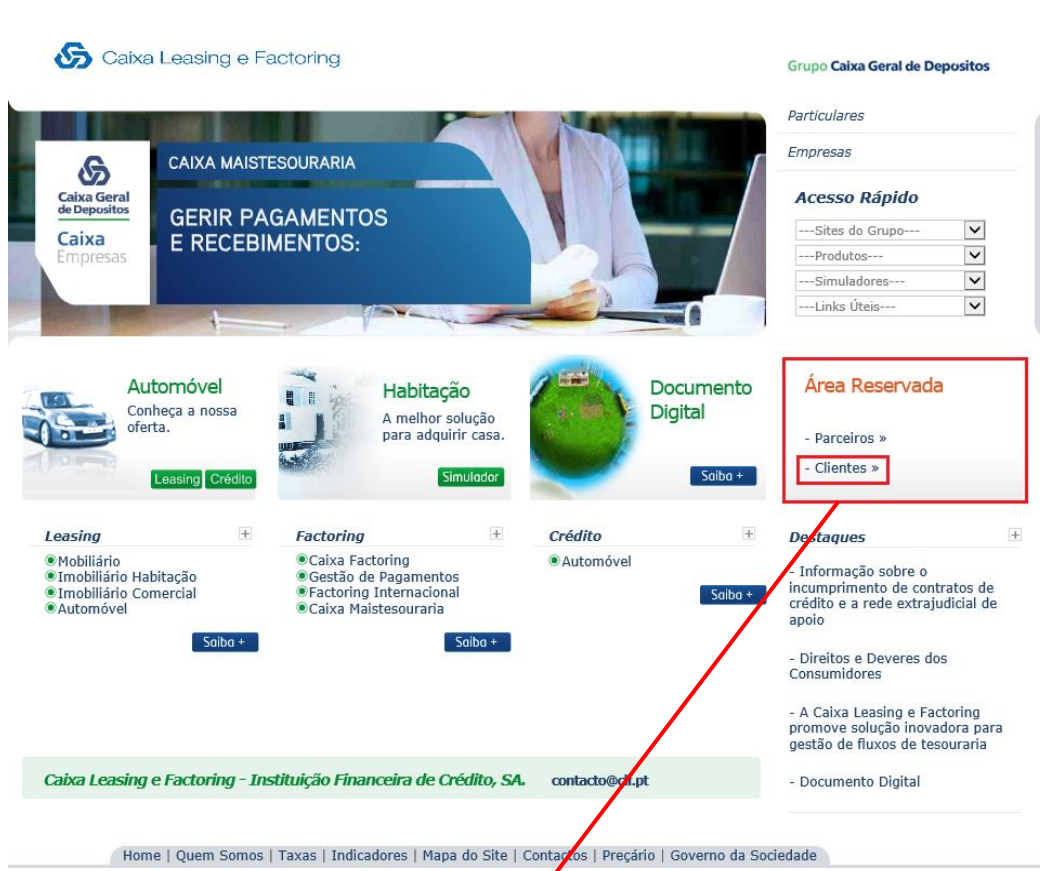 Caixa Leasing e Factoring
Grupo Caixa Geral de Depositos
Particulares
Empresas
Acesso Rápido
---Sites do Grupo---
---Produtos---
---Simuladores---
---Links Úteis---
Caixa Geral
de Depositos
Caixa
Empresas
CAIXA MAISTESOURARIA
GERIR PAGAMENTOS
E RECEBIMENTOS:
Automóvel
Conheça a nossa
oferta.
Leasing Crédito
Habitação
A melhor solução
para adquirir casa.
Simulador
Documento
Digital
Saiba +
Área Reservada
- Parceiros »
- Clientes »
Leasing
Mobiliário
Imobiliário Habitação
Imobiliário Comercial
Automóvel
Saiba +
Factoring
Caixa Factoring
Gestão de Pagamentos
Factoring Internacional
Caixa Maistesouraria
Saiba +
Crédito
Automóvel
Saiba +
Destaques
- Informação sobre o
incumprimento de contratos de
crédito e a rede extrajudicial de
apoio
- Direitos e Deveres dos
Consumidores
- A Caixa Leasing e Factoring
promove solução inovadora para
gestão de fluxos de tesouraria
- Documento Digital
Caixa Leasing e Factoring - Instituição Financeira de Crédito, SA. contacto@clf.pt
Home | Quem Somos | Taxas | Indicadores | Mapa do Site | Contactos | Preçário | Governo da Sociedade